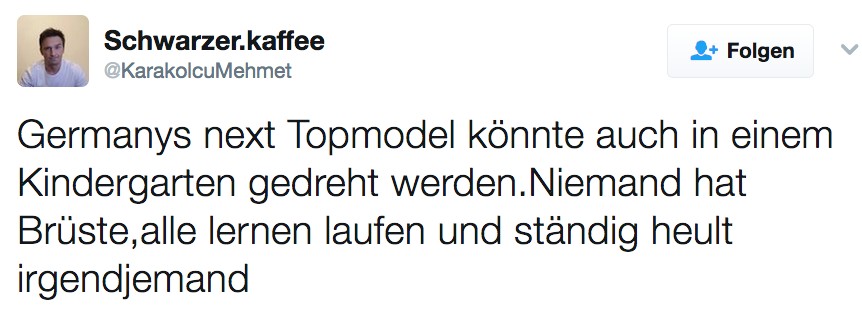 Schwarzer.kaffee
@KarakolcuMehmet
Folgen
Germanys next Topmodel könnte auch in einem
Kindergarten gedreht werden.Niemand hat
Brüste,alle lernen laufen und ständig heult
irgendjemand